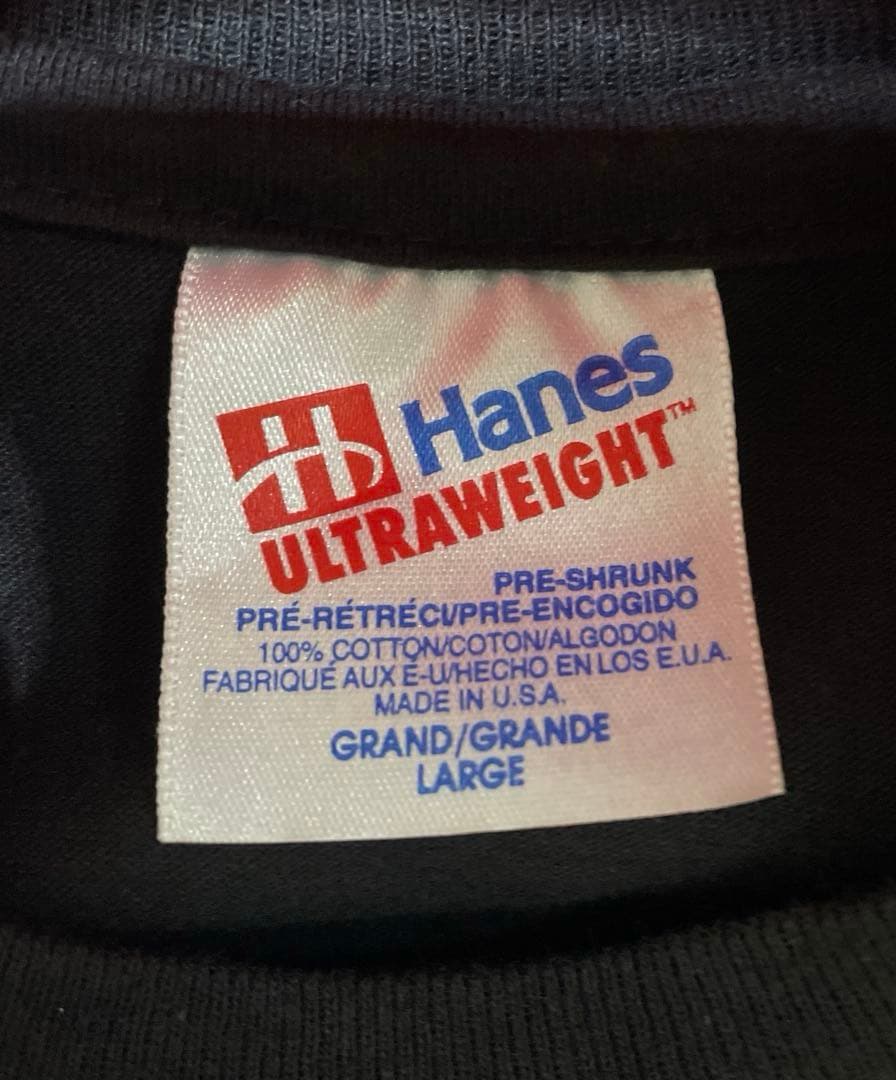 H Hanes
ULTRAWEIGHT™
PRE-SHRUNK
PRÉ-RÉTRÉCI/PRE-ENCOGIDO
100% COTTON/COTON/ALGODON
FABRIQUÉ AUX É-U/HECHO EN LOS E.U.A.
MADE IN U.S.A.
GRAND/GRANDE
LARGE